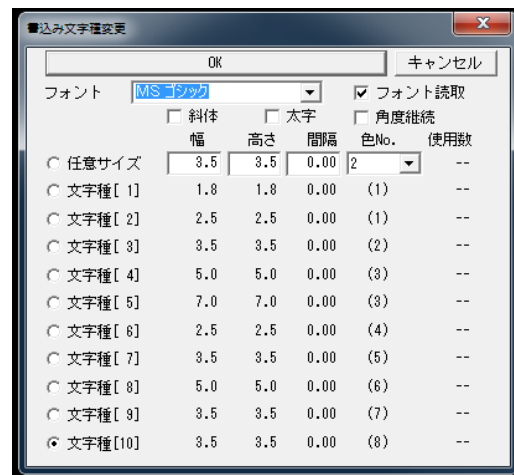 書込み文字種変更
OK キャンセル
フォント MS ゴシック フォント読取
斜体 太字 角度継続
幅 高さ 間隔 色No. 使用数
任意サイズ 3.5 3.5 0.00 2 --
文字種[ 1] 1.8 1.8 0.00 (1) --
文字種[ 2] 2.5 2.5 0.00 (1) --
文字種[ 3] 3.5 3.5 0.00 (2) --
文字種[ 4] 5.0 5.0 0.00 (3) --
文字種[ 5] 7.0 7.0 0.00 (3) --
文字種[ 6] 2.5 2.5 0.00 (4) --
文字種[ 7] 3.5 3.5 0.00 (5) --
文字種[ 8] 5.0 5.0 0.00 (6) --
文字種[ 9] 3.5 3.5 0.00 (7) --
文字種[10] 3.5 3.5 0.00 (8) --